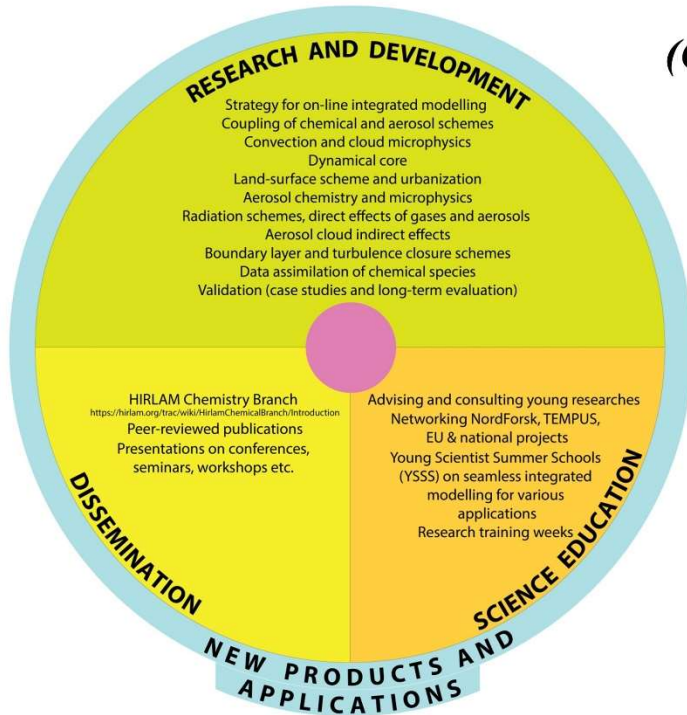 (
RESEARCH AND DEVELOPMENT
Strategy for on-line integrated modelling
Coupling of chemical and aerosol schemes
Convection and cloud microphysics
Dynamical core
Land-surface scheme and urbanization
Aerosol chemistry and microphysics
Radiation schemes, direct effects of gases and aerosols
Aerosol cloud indirect effects
Boundary layer and turbulence closure schemes
Data assimilation of chemical species
Validation (case studies and long-term evaluation)
HIRLAM Chemistry Branch
https://hirlam.org/trac/wiki/HirlamChemicalBranch/Introduction
Peer-reviewed publications
Presentations on conferences,
seminars, workshops etc.
DISSEMINATION
Advising and consulting young researches
Networking NordForsk, TEMPUS,
EU & national projects
Young Scientist Summer Schools
(YSSS) on seamless integrated
modelling for various
applications
Research training weeks
SCIENCE EDUCATION
NEW PRODUCTS AND
APPLICATIONS